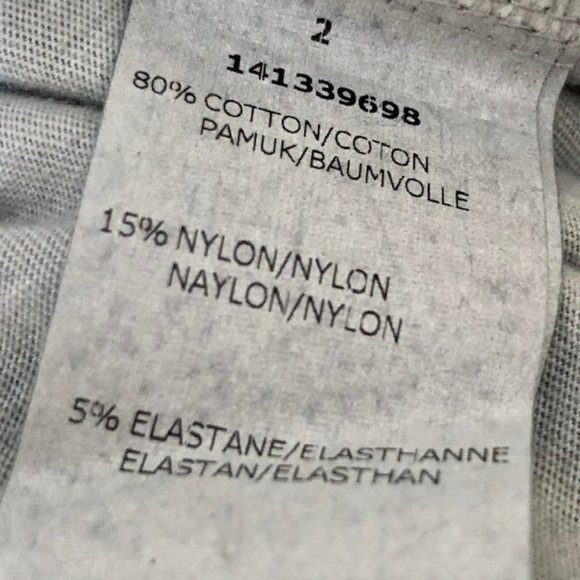 2
141339698
80% COTTON/COTON
PAMUK/BAUMVOLLE
15% NYLON/NYLON
NAYLON/NYLON
5% ELASTANE/ELASTHANNE
ELASTAN/ELASTHAN